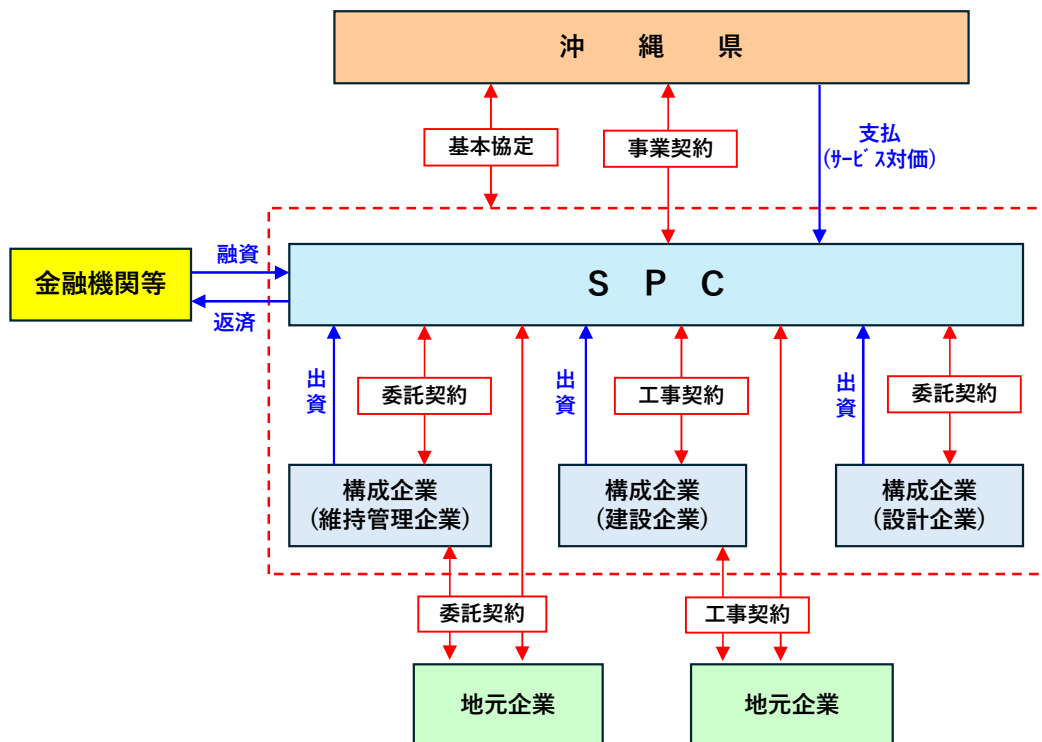 沖　縄　県
基本協定
事業契約
支払
(ｻｰﾋﾞｽ対価)
金融機関等
融資
返済
Ｓ Ｐ Ｃ
出資
委託契約
出資
工事契約
出資
委託契約
構成企業
(維持管理企業)
構成企業
(建設企業)
構成企業
(設計企業)
委託契約
工事契約
地元企業
地元企業